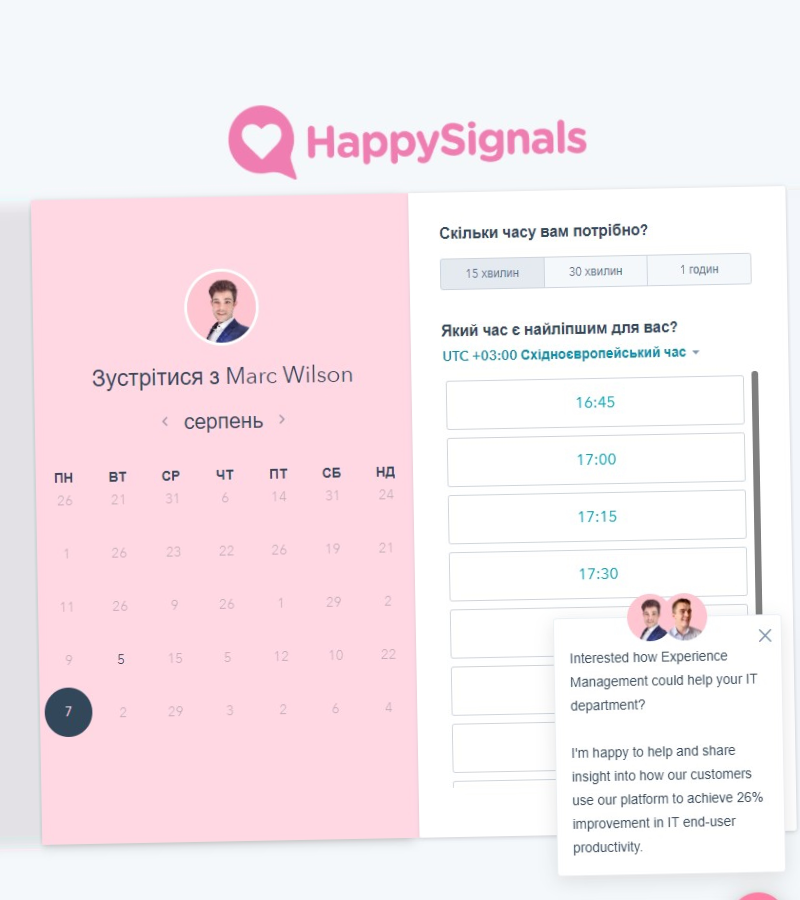 HappySignals
Зустрітися з Marc Wilson
серпень
ПН ВТ СР ЧТ ПТ СБ НД
26 21 31 6 14 31 24
1 26 23 22 26 19 21
11 26 9 26 1 29 2
9 5 15 5 12 10 22
7 2 29 3 2 6 4
Скільки часу вам потрібно?
15 хвилин 30 хвилин 1 годин
Який час є найліпшим для вас?
UTC +03:00 Східноєвропейський час
16:45
17:00
17:15
17:30
Interested how Experience
Management could help your IT
department?
I'm happy to help and share
insight into how our customers
use our platform to achieve 26%
improvement in IT end-user
productivity.